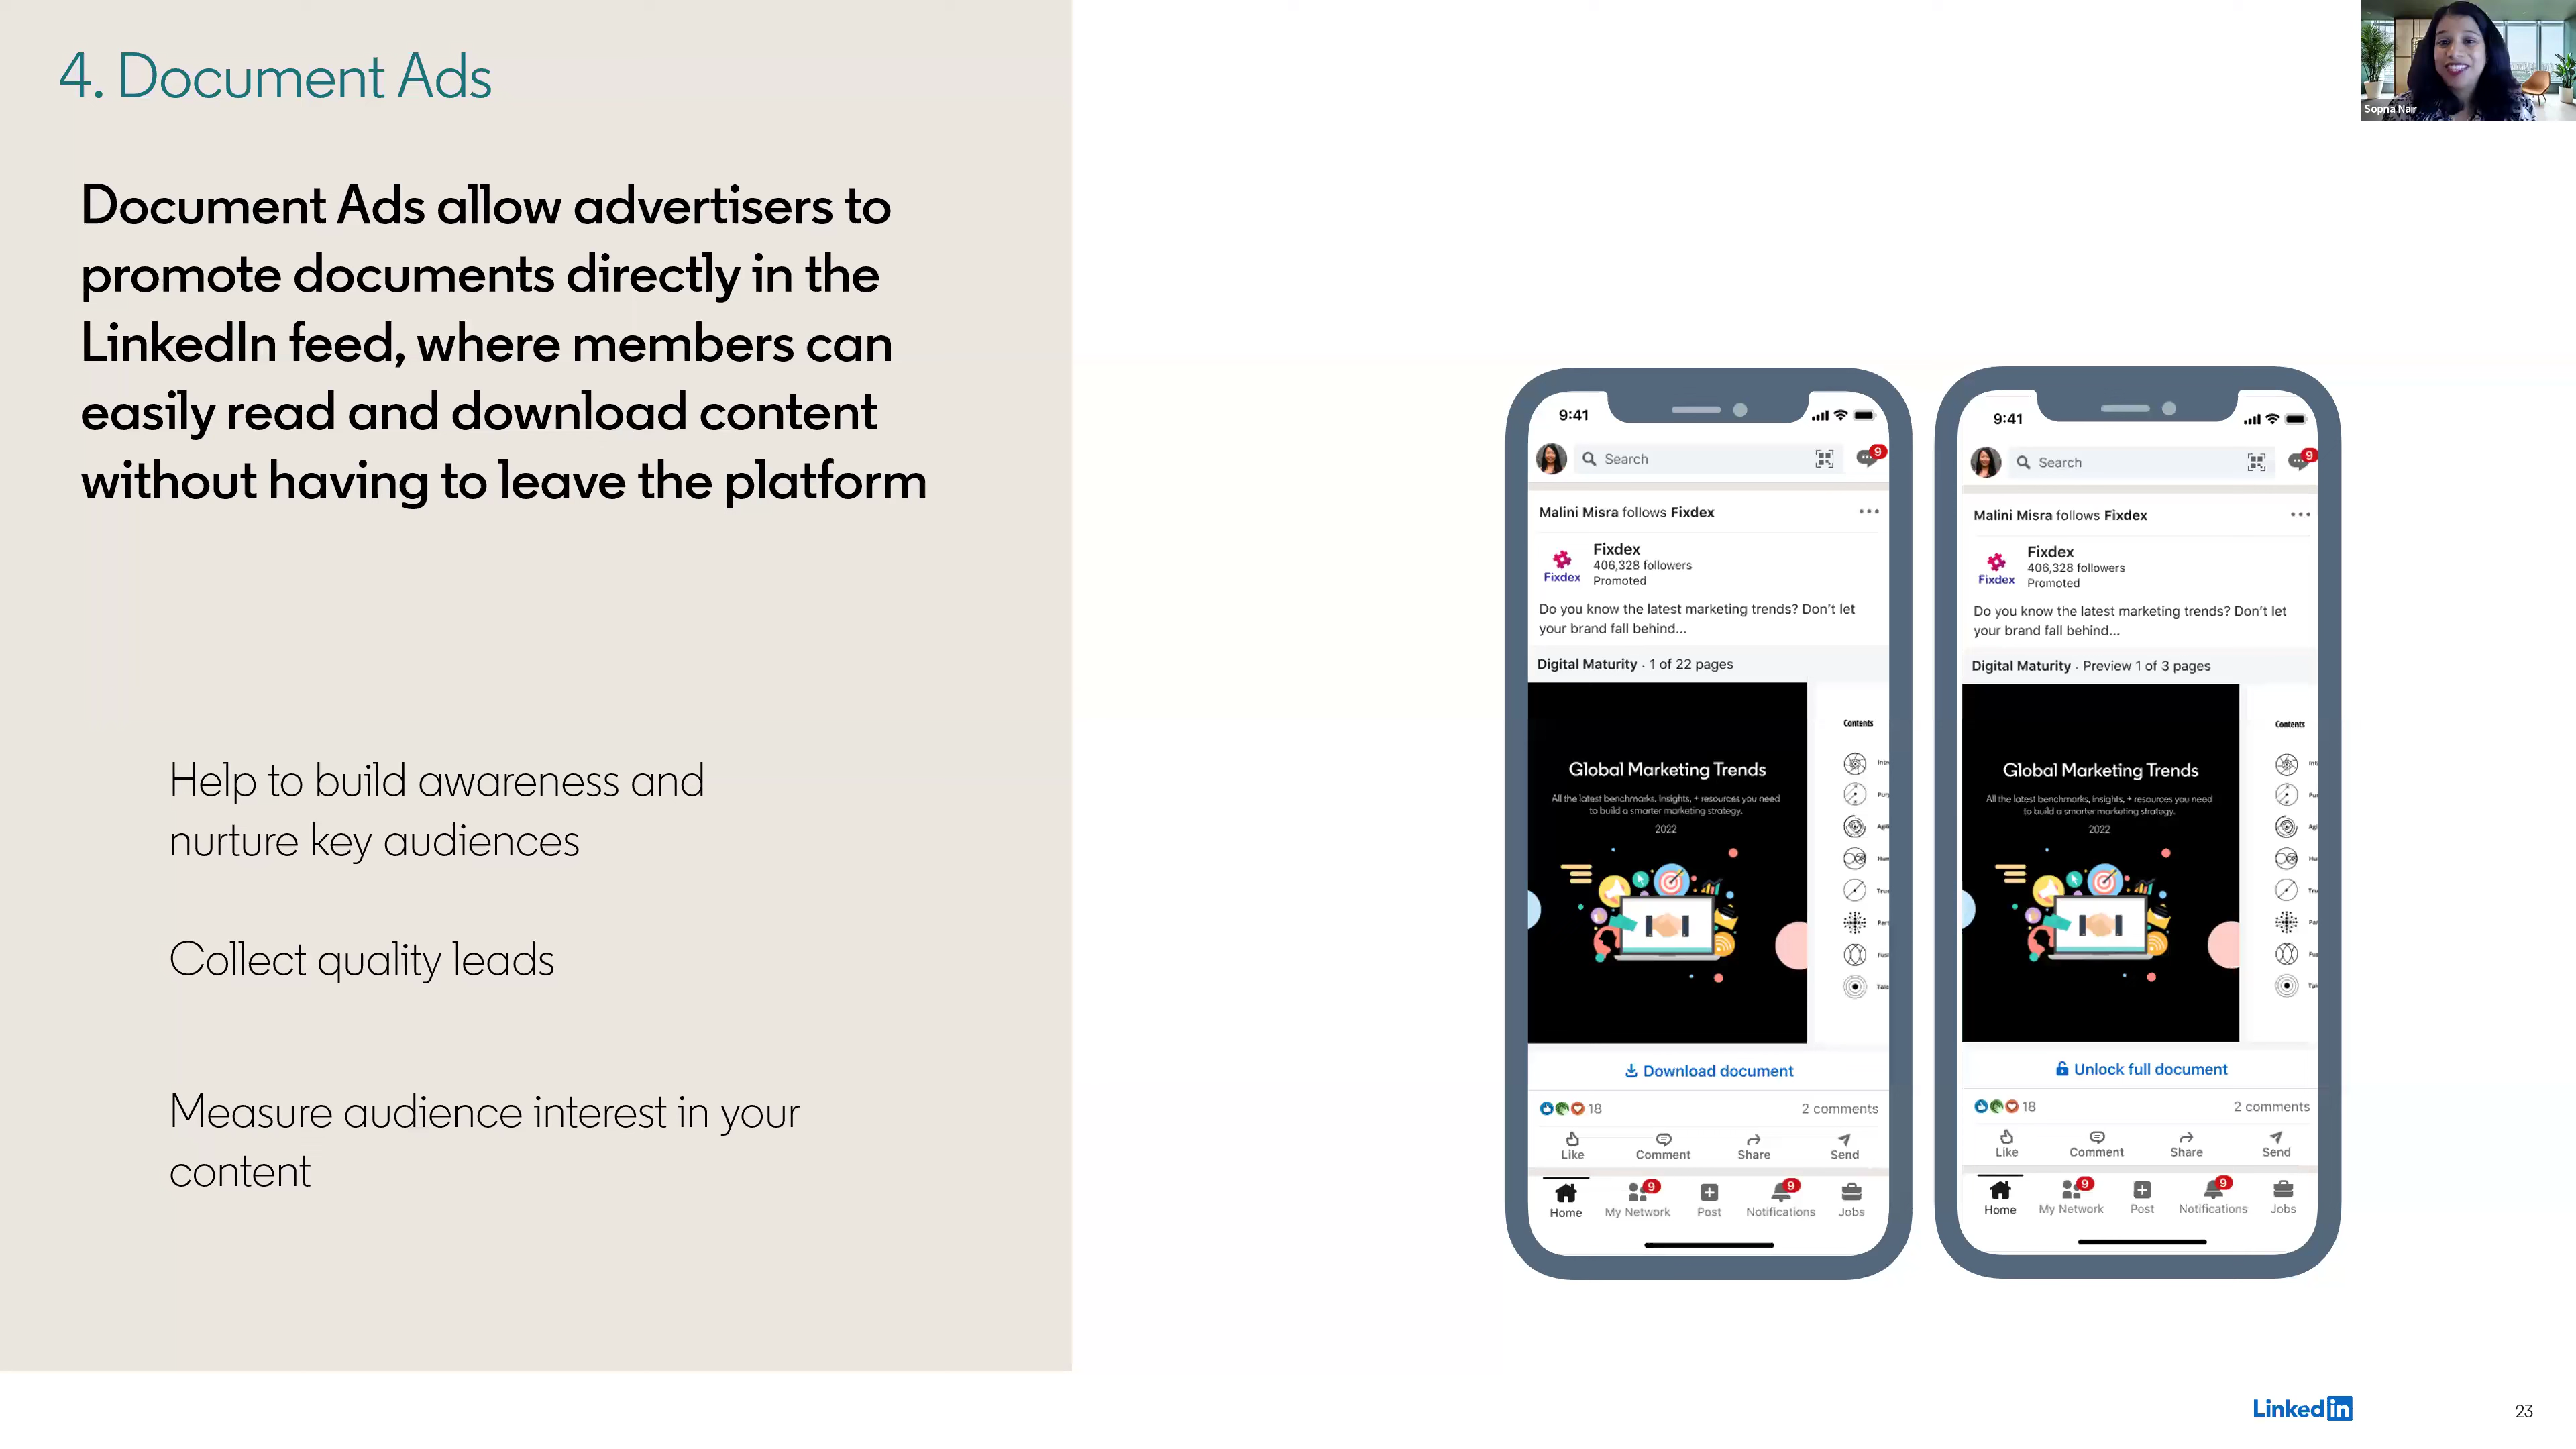 4. Document Ads
Document Ads allow advertisers to
promote documents directly in the
LinkedIn feed, where members can
easily read and download content
without having to leave the platform
Help to build awareness and
nurture key audiences
Collect quality leads
Measure audience interest in your
content
Sopna Nair
9:41
Search
9
Malini Misra follows Fixdex
Fixdex
Fixdex
406,328 followers
Promoted
Do you know the latest marketing trends? Don't let
your brand fall behind...
Digital Maturity · 1 of 22 pages
Global Marketing Trends
All the latest benchmarks, insights, + resources you need
to build a smarter marketing strategy.
2022
Contents
Download document
18
2 comments
Like
Comment
Share
Send
9
9
Home
My Network
Post
Notifications
Jobs
9:41
Search
9
Malini Misra follows Fixdex
Fixdex
Fixdex
406,328 followers
Promoted
Do you know the latest marketing trends? Don't let
your brand fall behind...
Digital Maturity · Preview 1 of 3 pages
Global Marketing Trends
All the latest benchmarks, insights, + resources you need
to build a smarter marketing strategy.
2022
Contents
Unlock full document
18
2 comments
Like
Comment
Share
Send
9
9
Home
My Network
Post
Notifications
Jobs
LinkedIn
23